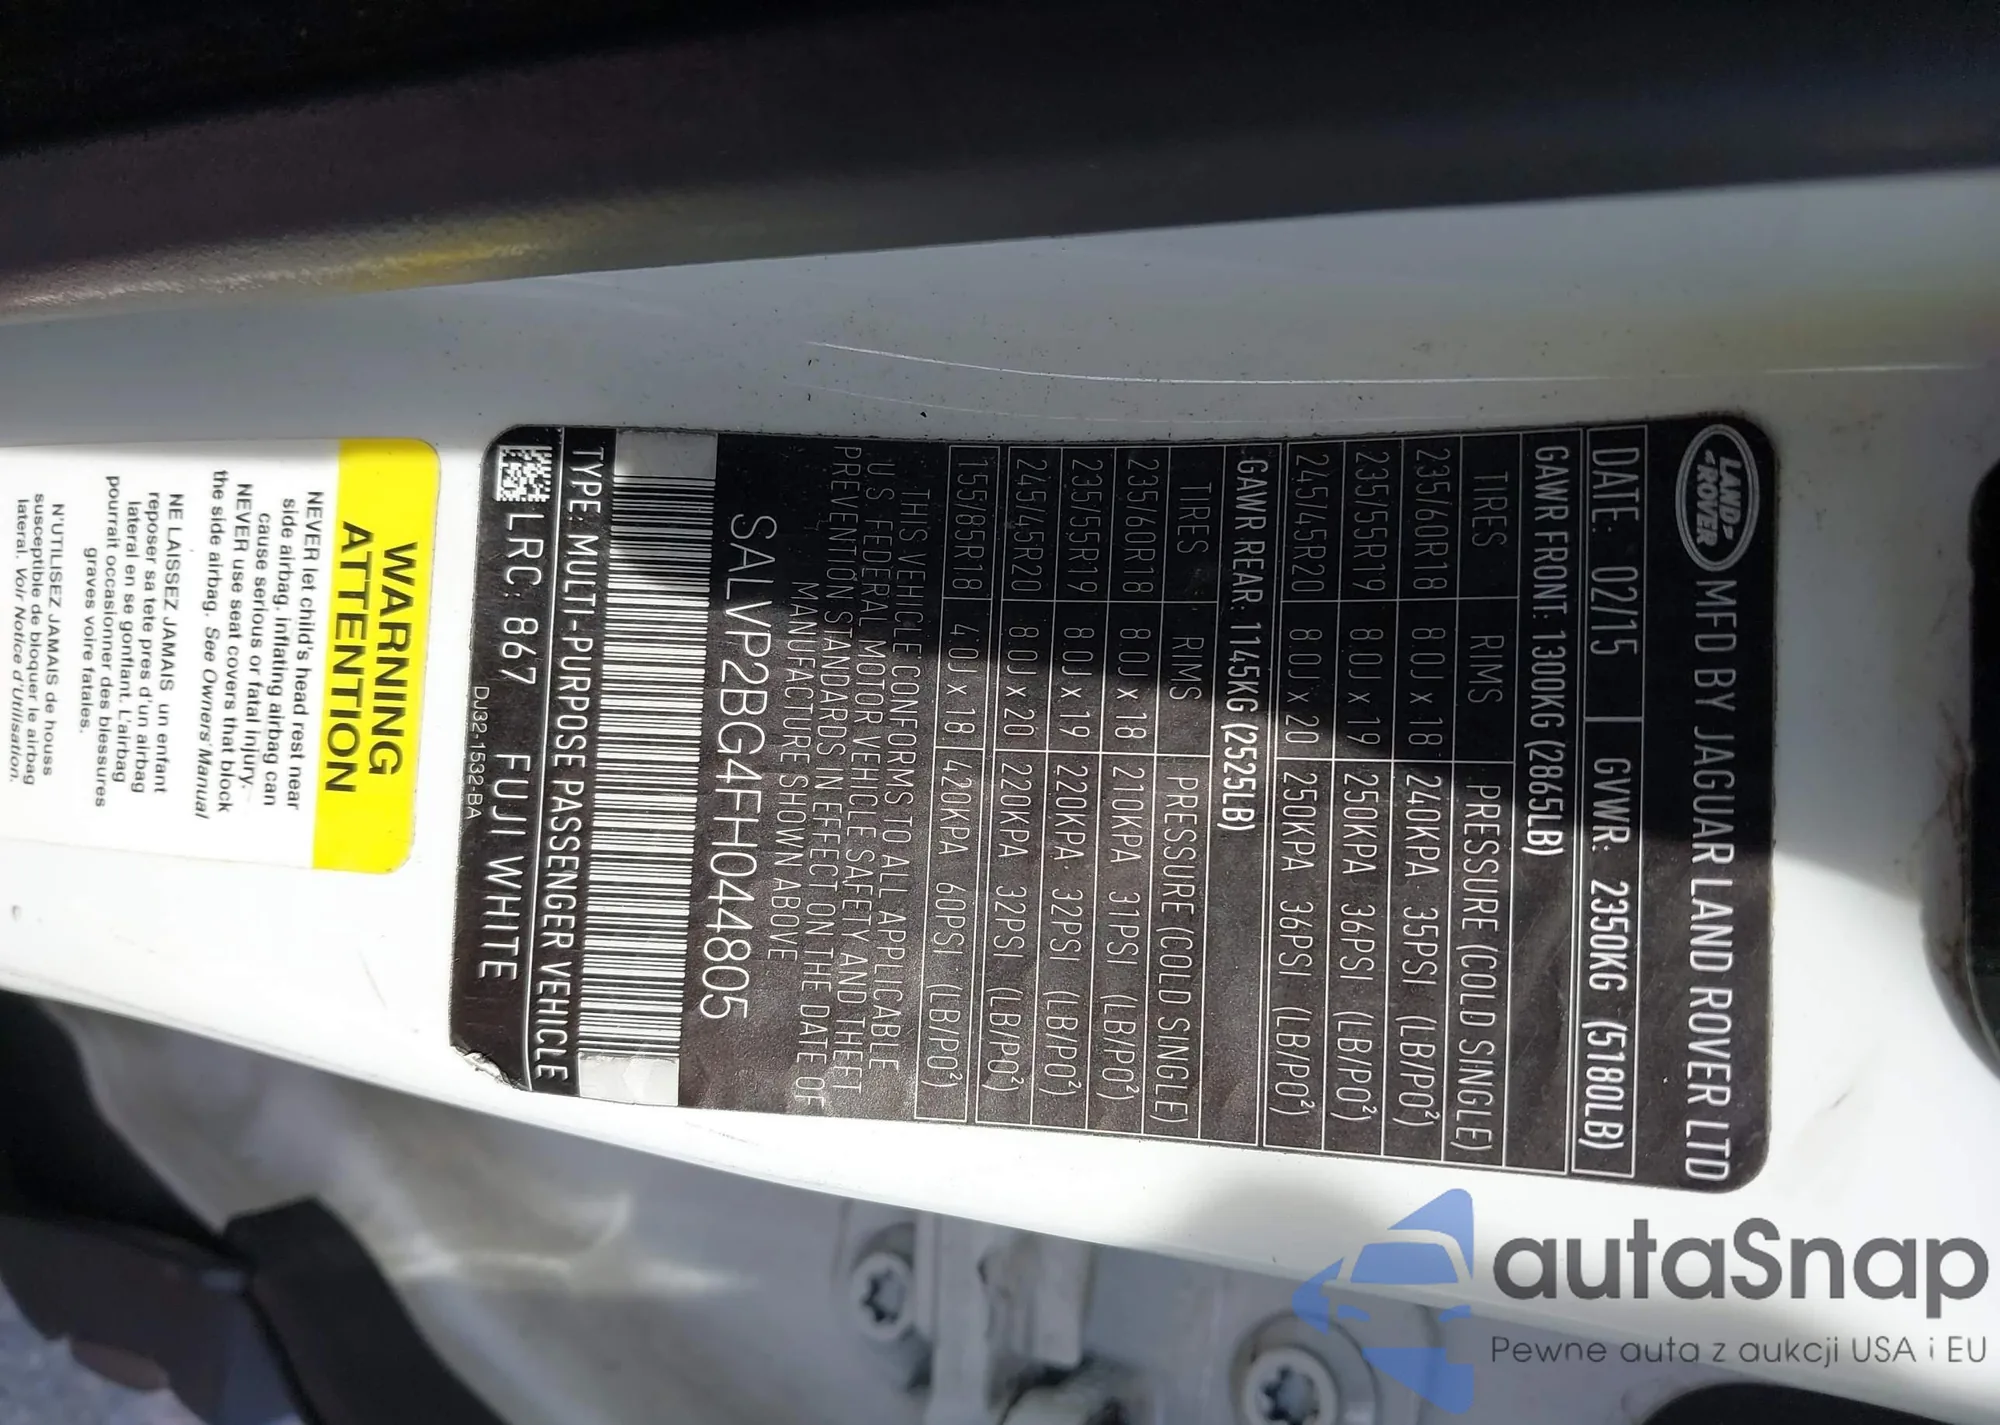 LAND-
-ROVER
MFD BY JAGUAR LAND ROVER LTD
DATE: 02/15 GVWR: 2350KG (5180LB)
GAWR FRONT: 1300KG (2865LB)
TIRES RIMS PRESSURE (COLD SINGLE)
235/60R18 8.0J x 18 240KPA 35PSI (LB/PO²)
235/55R19 8.0J x 19 250KPA 36PSI (LB/PO²)
245/45R20 8.0J x 20 250KPA 36PSI (LB/PO²)
GAWR REAR: 1145KG (2525LB)
TIRES RIMS PRESSURE (COLD SINGLE)
235/60R18 8.0J x 18 210KPA 31PSI (LB/PO²)
235/55R19 8.0J x 19 220KPA 32PSI (LB/PO²)
245/45R20 8.0J x 20 220KPA 32PSI (LB/PO²)
155/85R18 4.0J x 18 420KPA 60PSI (LB/PO²)
THIS VEHICLE CONFORMS TO ALL APPLICABLE
U.S. FEDERAL MOTOR VEHICLE SAFETY AND THEFT
PREVENTION STANDARDS IN EFFECT ON THE DATE OF
MANUFACTURE SHOWN ABOVE
SALVP2BG4FH044805
TYPE: MULTI-PURPOSE PASSENGER VEHICLE
LRC: 867 FUJI WHITE
DJ32-1532-BA
WARNING
ATTENTION
NEVER let child's head rest near
side airbag. inflating airbag can
cause serious or fatal injury.
NEVER use seat covers that block
the side airbag. See Owners'Manual
NE LAISSEZ JAMAIS un enfant
reposer sa tete pres d'un airbag
lateral en se gonflant. L'airbag
pourrait occasionner des blessures
graves voire fatales.
N'UTILISEZ JAMAIS de houss
susceptible de bloquer le airbag
lateral. Voir Notice d'Utilisation.
autaSnap
Pewne auta z aukcji USA i EU